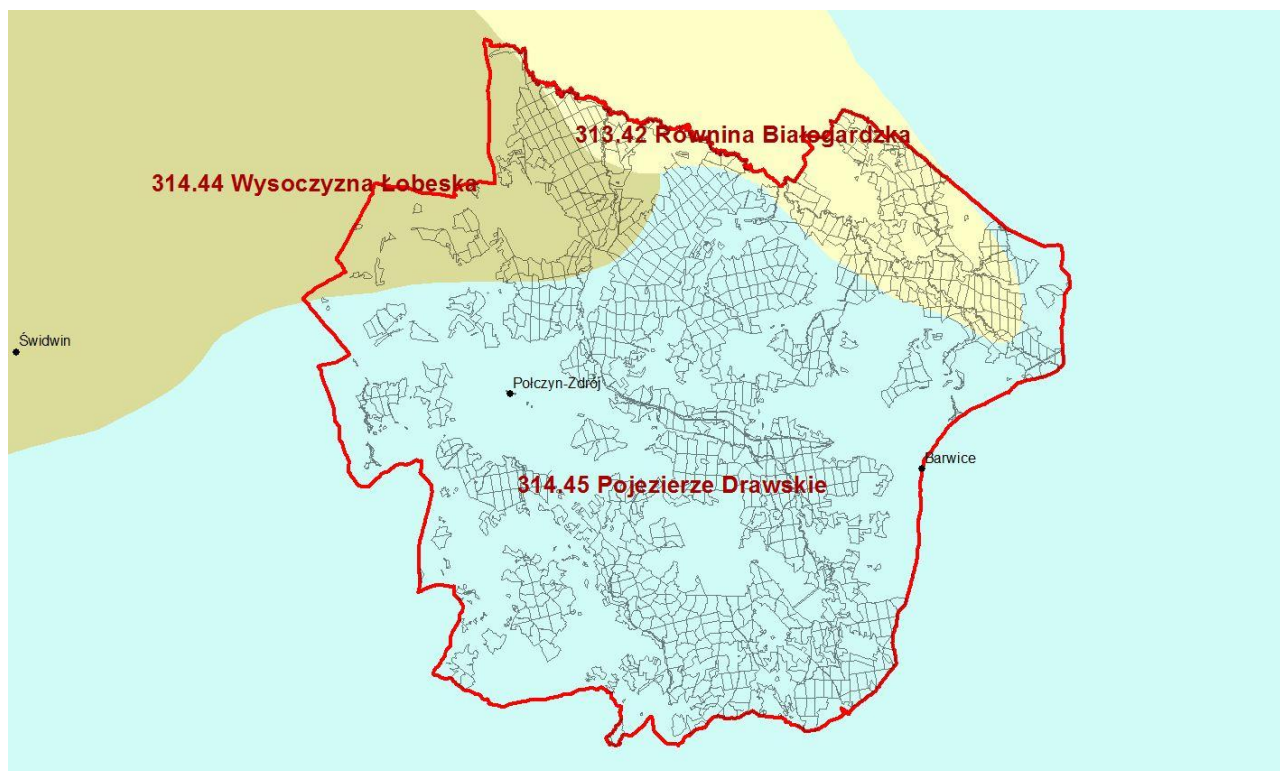 313.42 Równina Białogardzka
314.44 Wysoczyzna Łobeska
Świdwin
Połczyn-Zdrój
Barwice
314.45 Pojezierze Drawskie